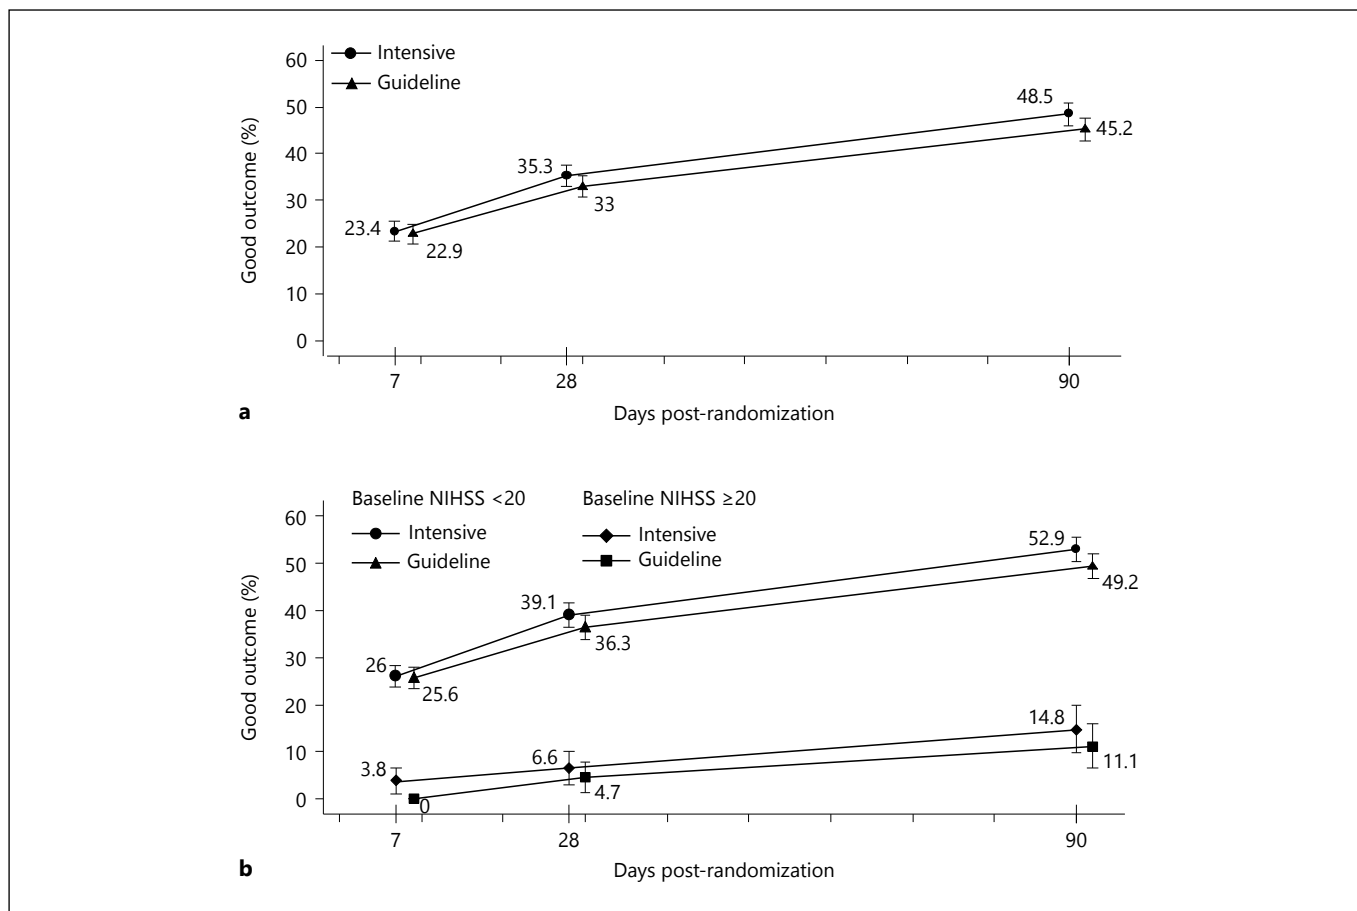 Intensive
Guideline
Good outcome (%)
60
50
40
30
20
10
0
23.4
22.9
35.3
33
48.5
45.2
7 28 90
Days post-randomization
a
Baseline NIHSS <20 Baseline NIHSS ≥20
Intensive Intensive
Guideline Guideline
Good outcome (%)
60
50
40
30
20
10
0
26
25.6
39.1
36.3
52.9
49.2
3.8
0
6.6
4.7
14.8
11.1
7 28 90
Days post-randomization
b